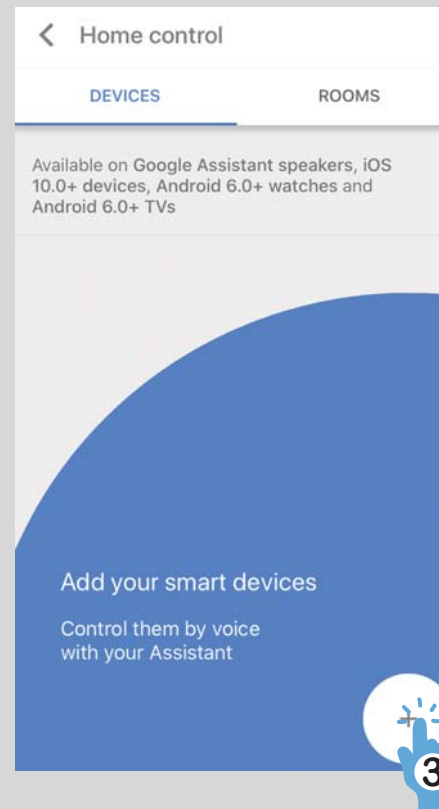 Home control
DEVICES
ROOMS
Available on Google Assistant speakers, iOS
10.0+ devices, Android 6.0+ watches and
Android 6.0+ TVs
Add your smart devices
Control them by voice
with your Assistant
+
3